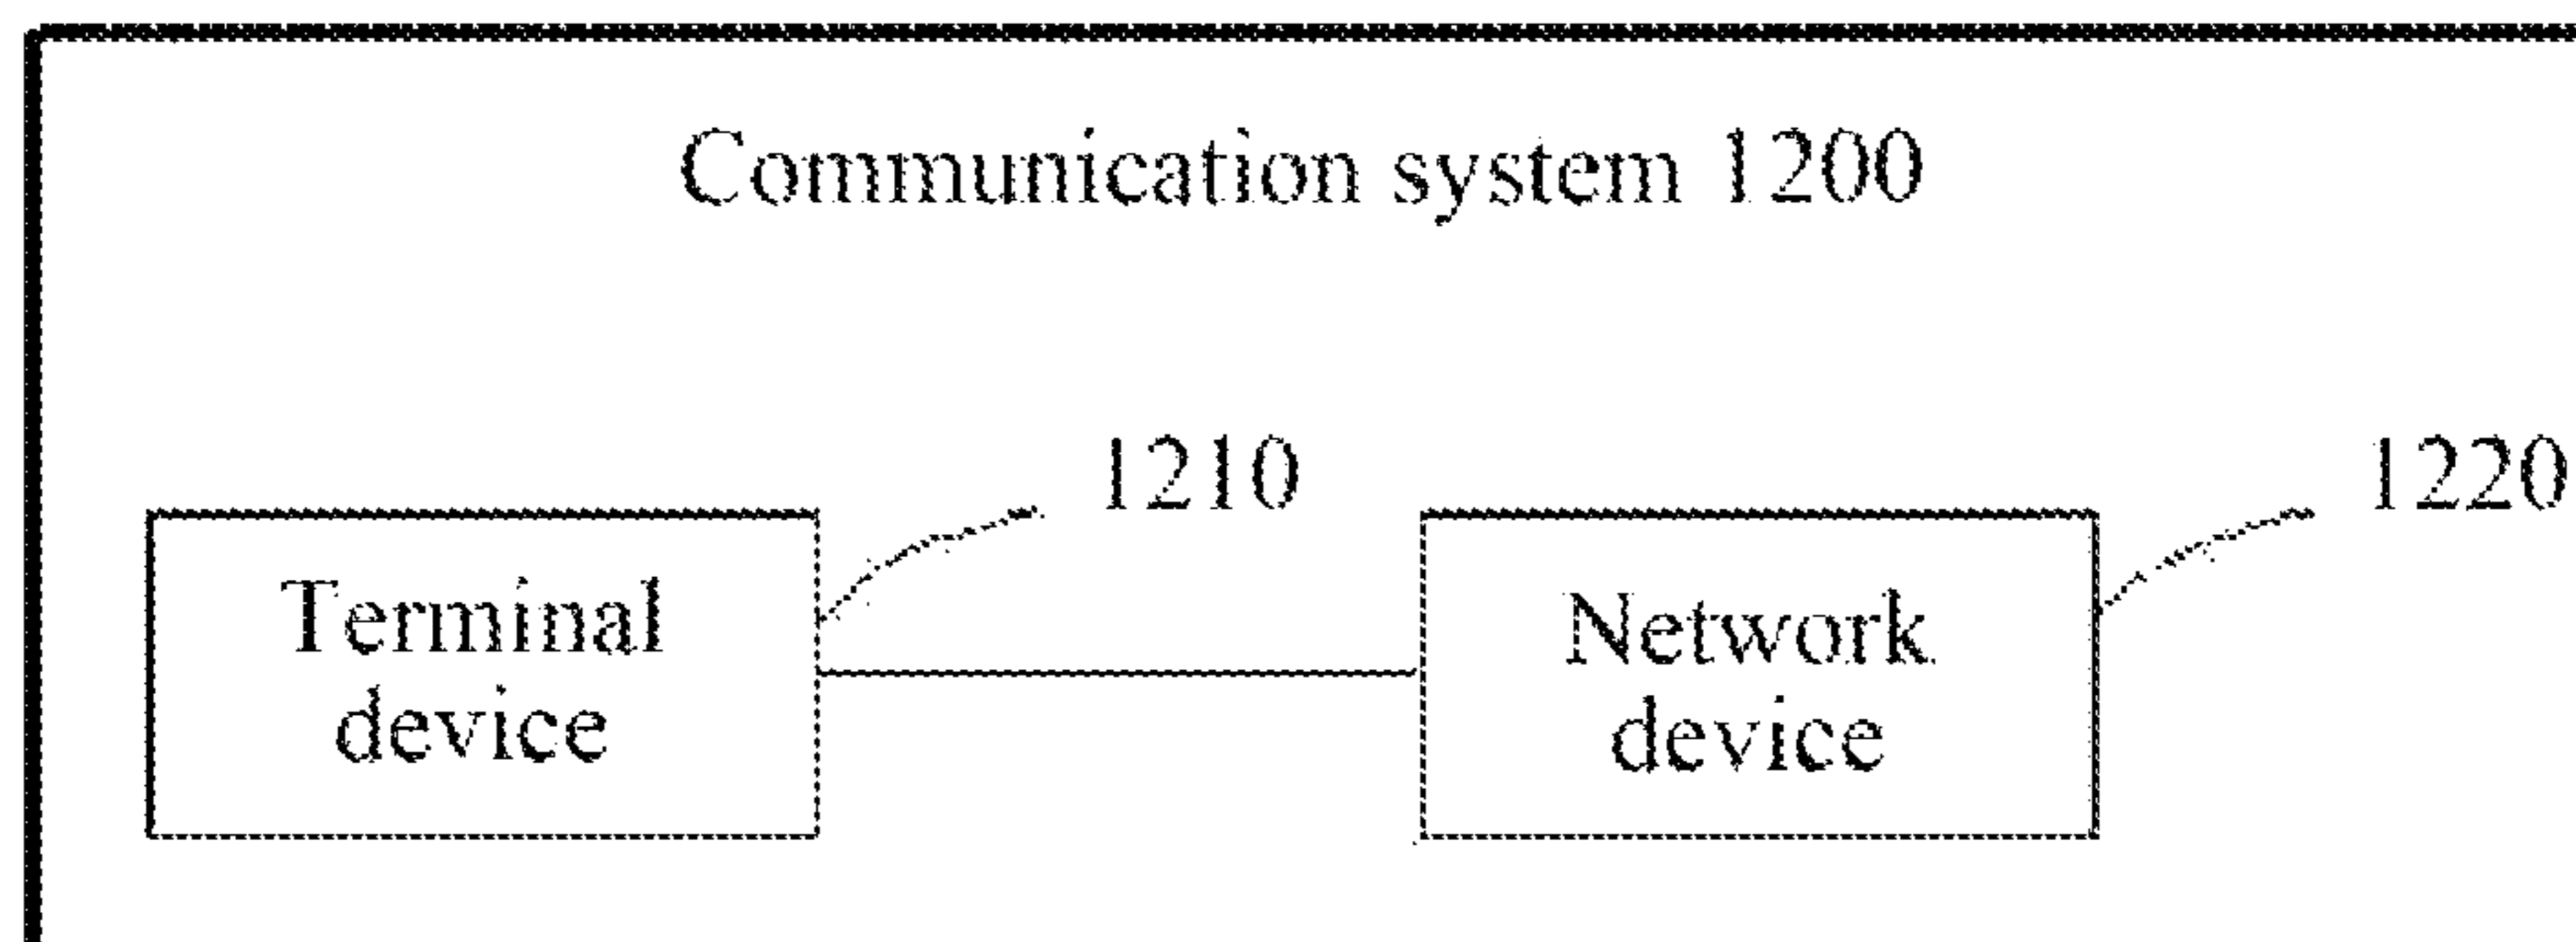 Communication system 1200
1210
1220
Terminal
device
Network
device